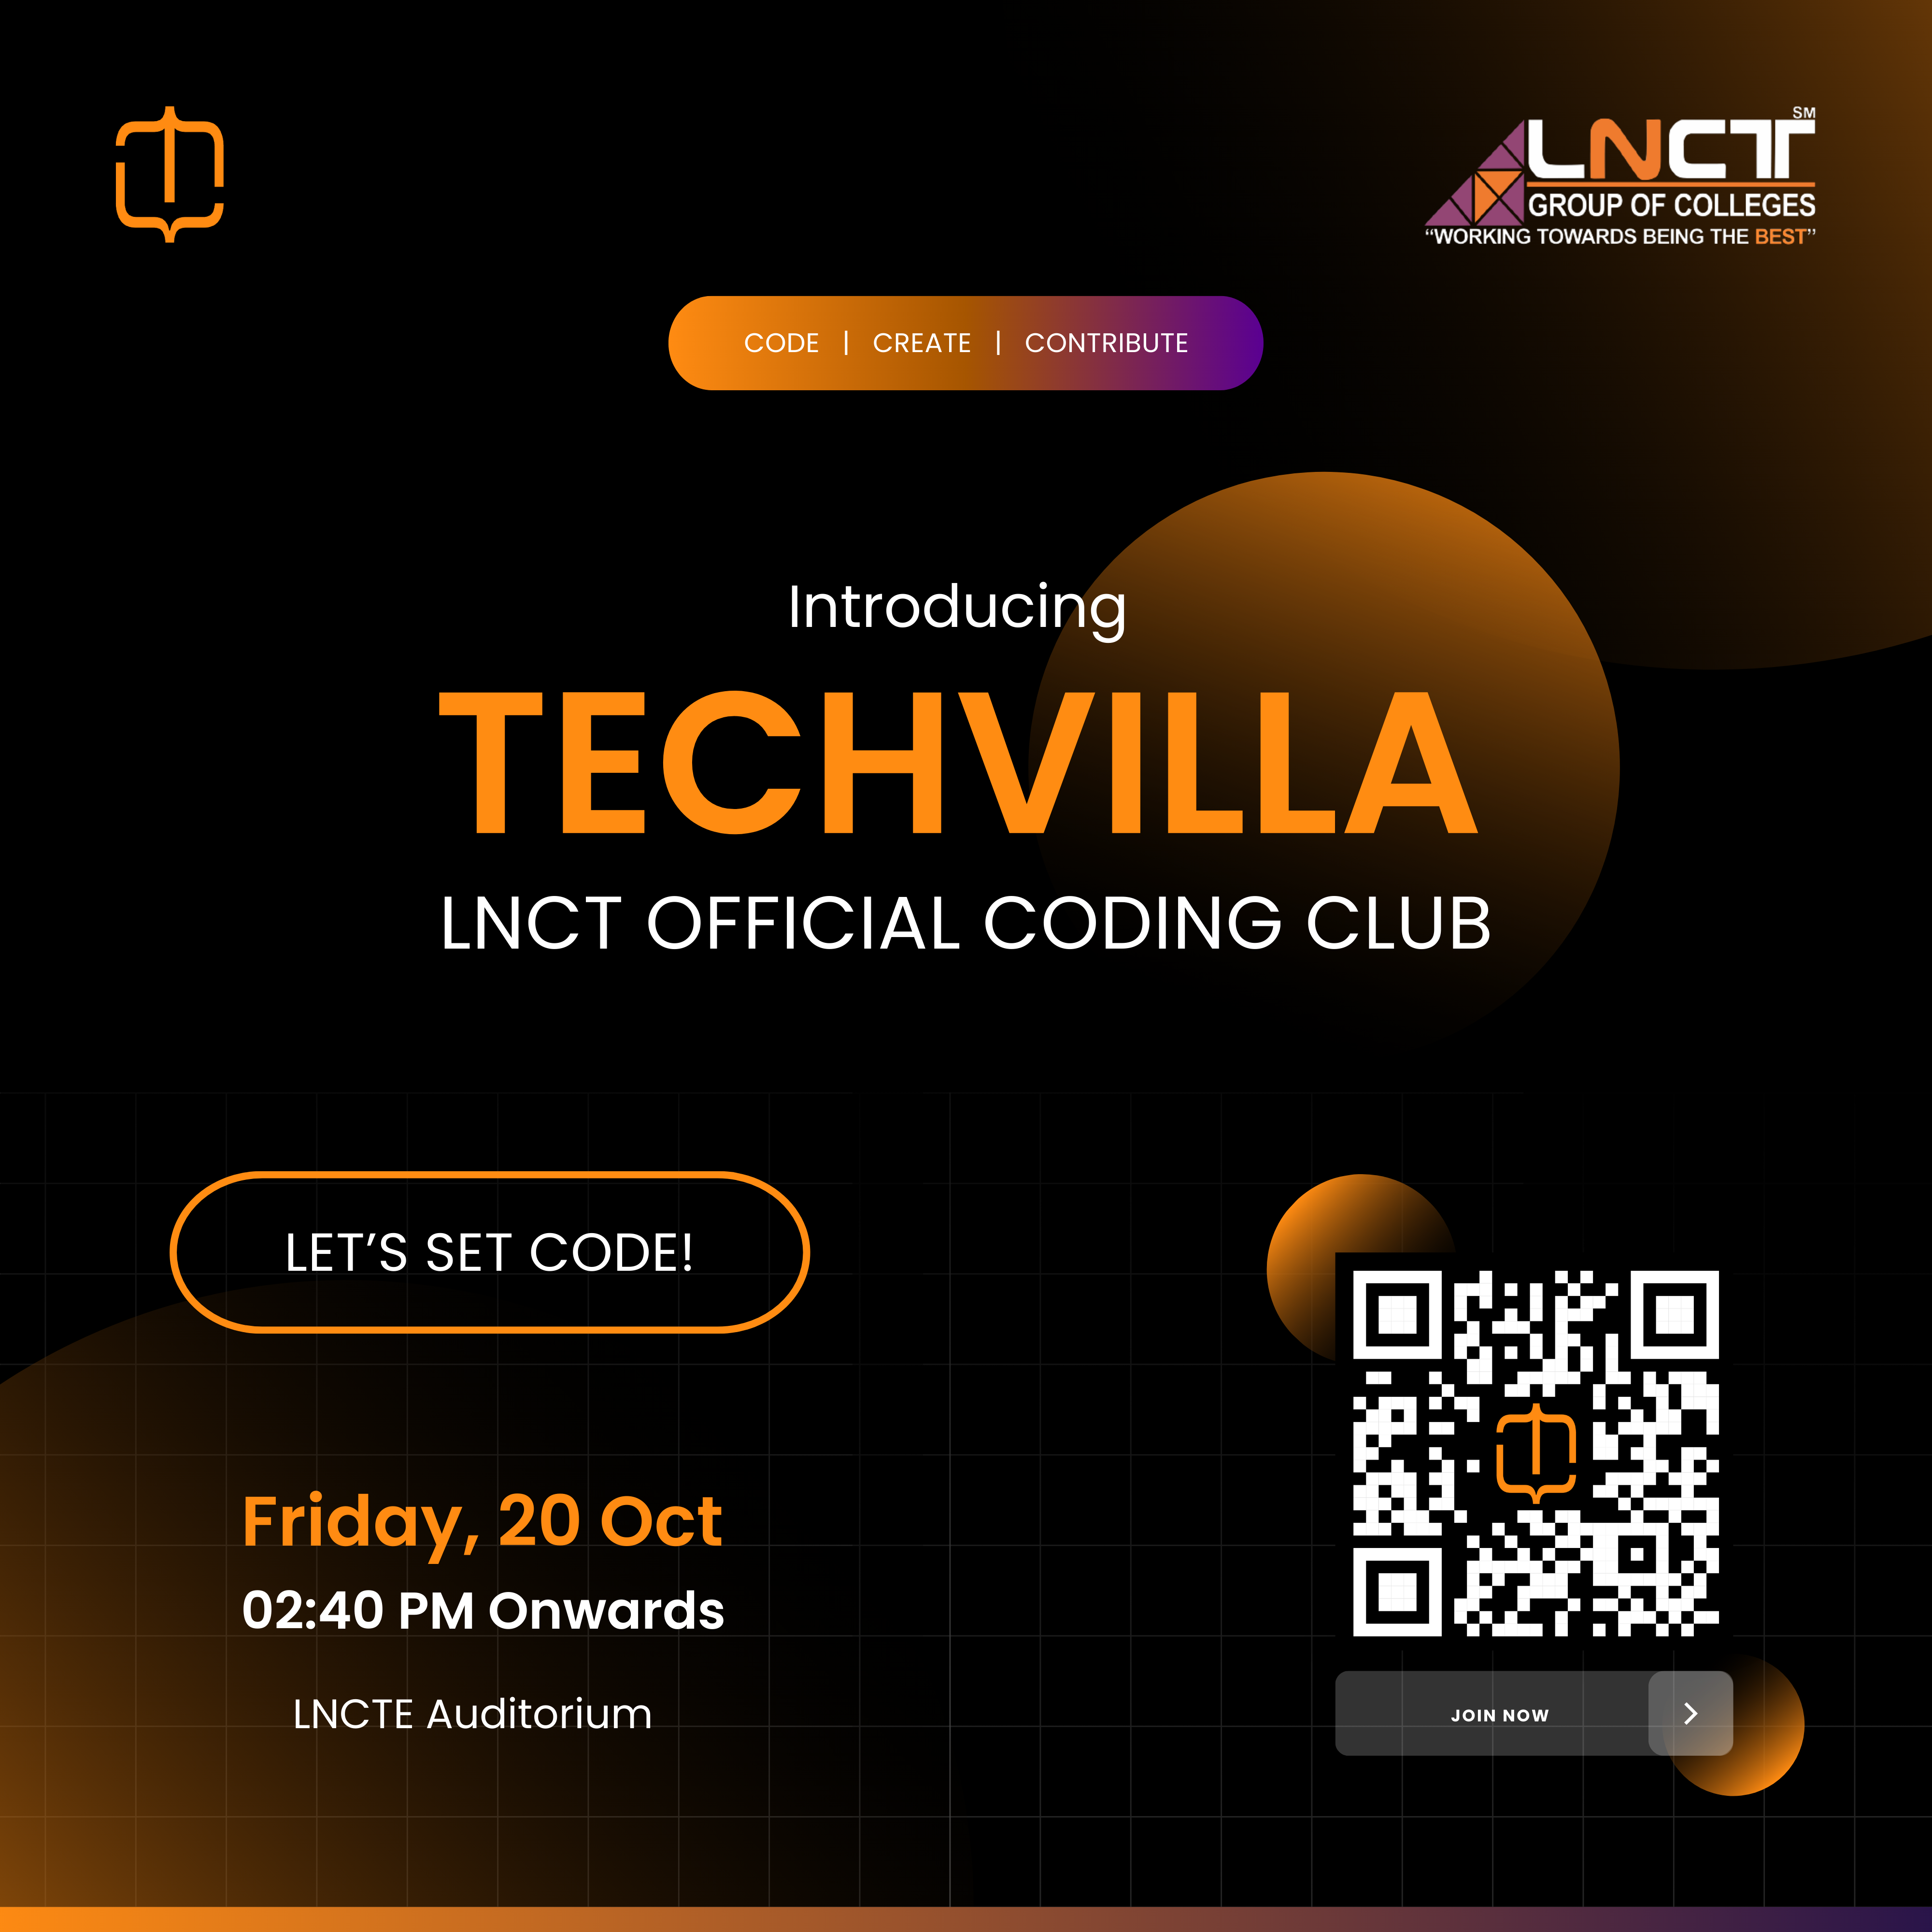 LNCT SM
GROUP OF COLLEGES
“WORKING TOWARDS BEING THE BEST”
CODE | CREATE | CONTRIBUTE
Introducing
TECHVILLA
LNCT OFFICIAL CODING CLUB
LET’S SET CODE!
Friday, 20 Oct
02:40 PM Onwards
LNCTE Auditorium
JOIN NOW